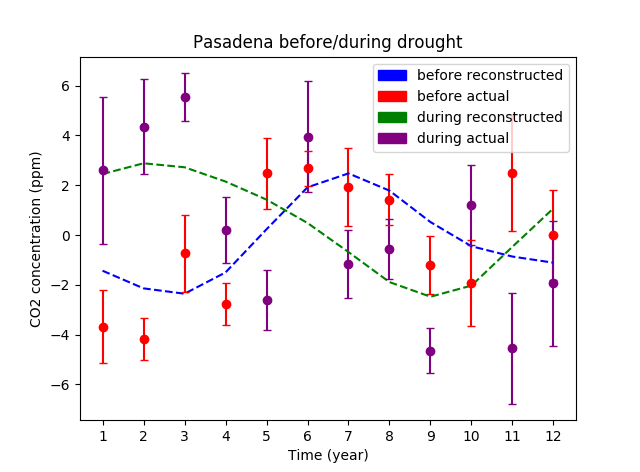 Pasadena before/during drought
before reconstructed
before actual
during reconstructed
during actual
CO2 concentration (ppm)
6
4
2
0
−2
−4
−6
1 2 3 4 5 6 7 8 9 10 11 12
Time (year)